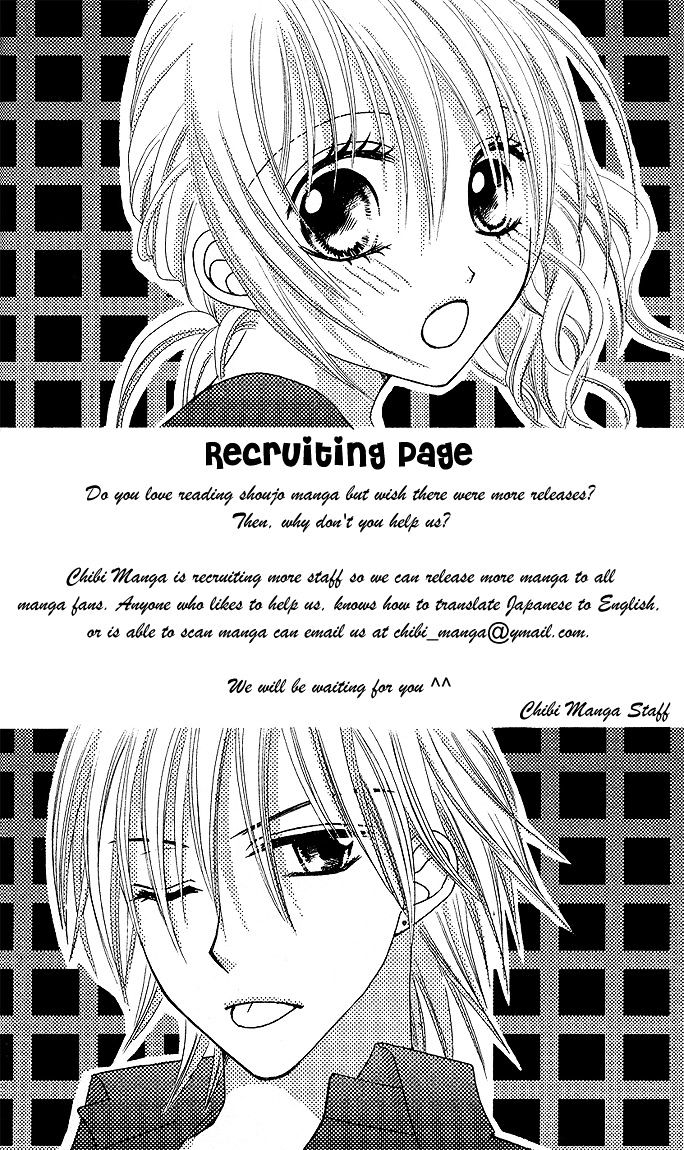 Recruiting Page
Do you love reading shoujo manga but wish there were more releases?
Then, why don't you help us?
Chibi Manga is recruiting more staff so we can release more manga to all
manga fans. Anyone who likes to help us, knows how to translate Japanese to English,
or is able to scan manga can email us at chibi_manga@ymail.com.
We will be waiting for you ^^
Chibi Manga Staff